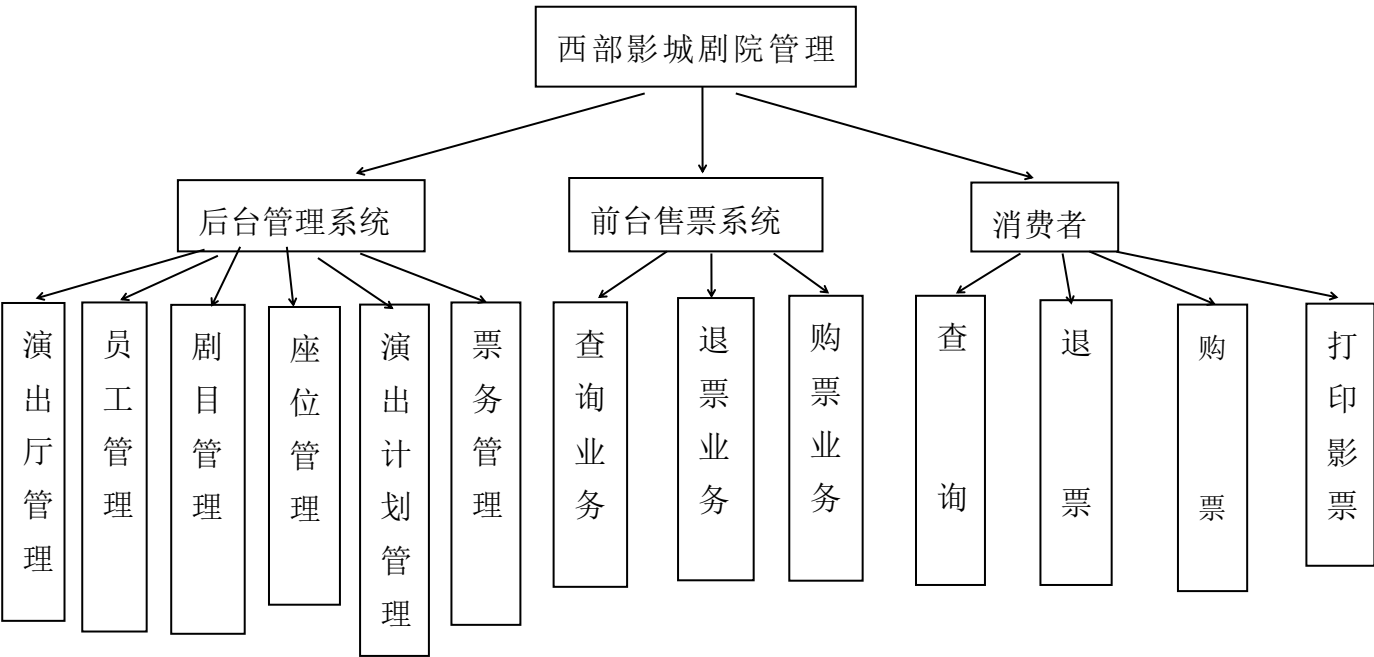 西部影城剧院管理
后台管理系统
前台售票系统
消费者
演出厅管理
员工管理
剧目管理
座位管理
演出计划管理
票务管理
查询业务
退票业务
购票业务
查询
退票
购票
打印影票